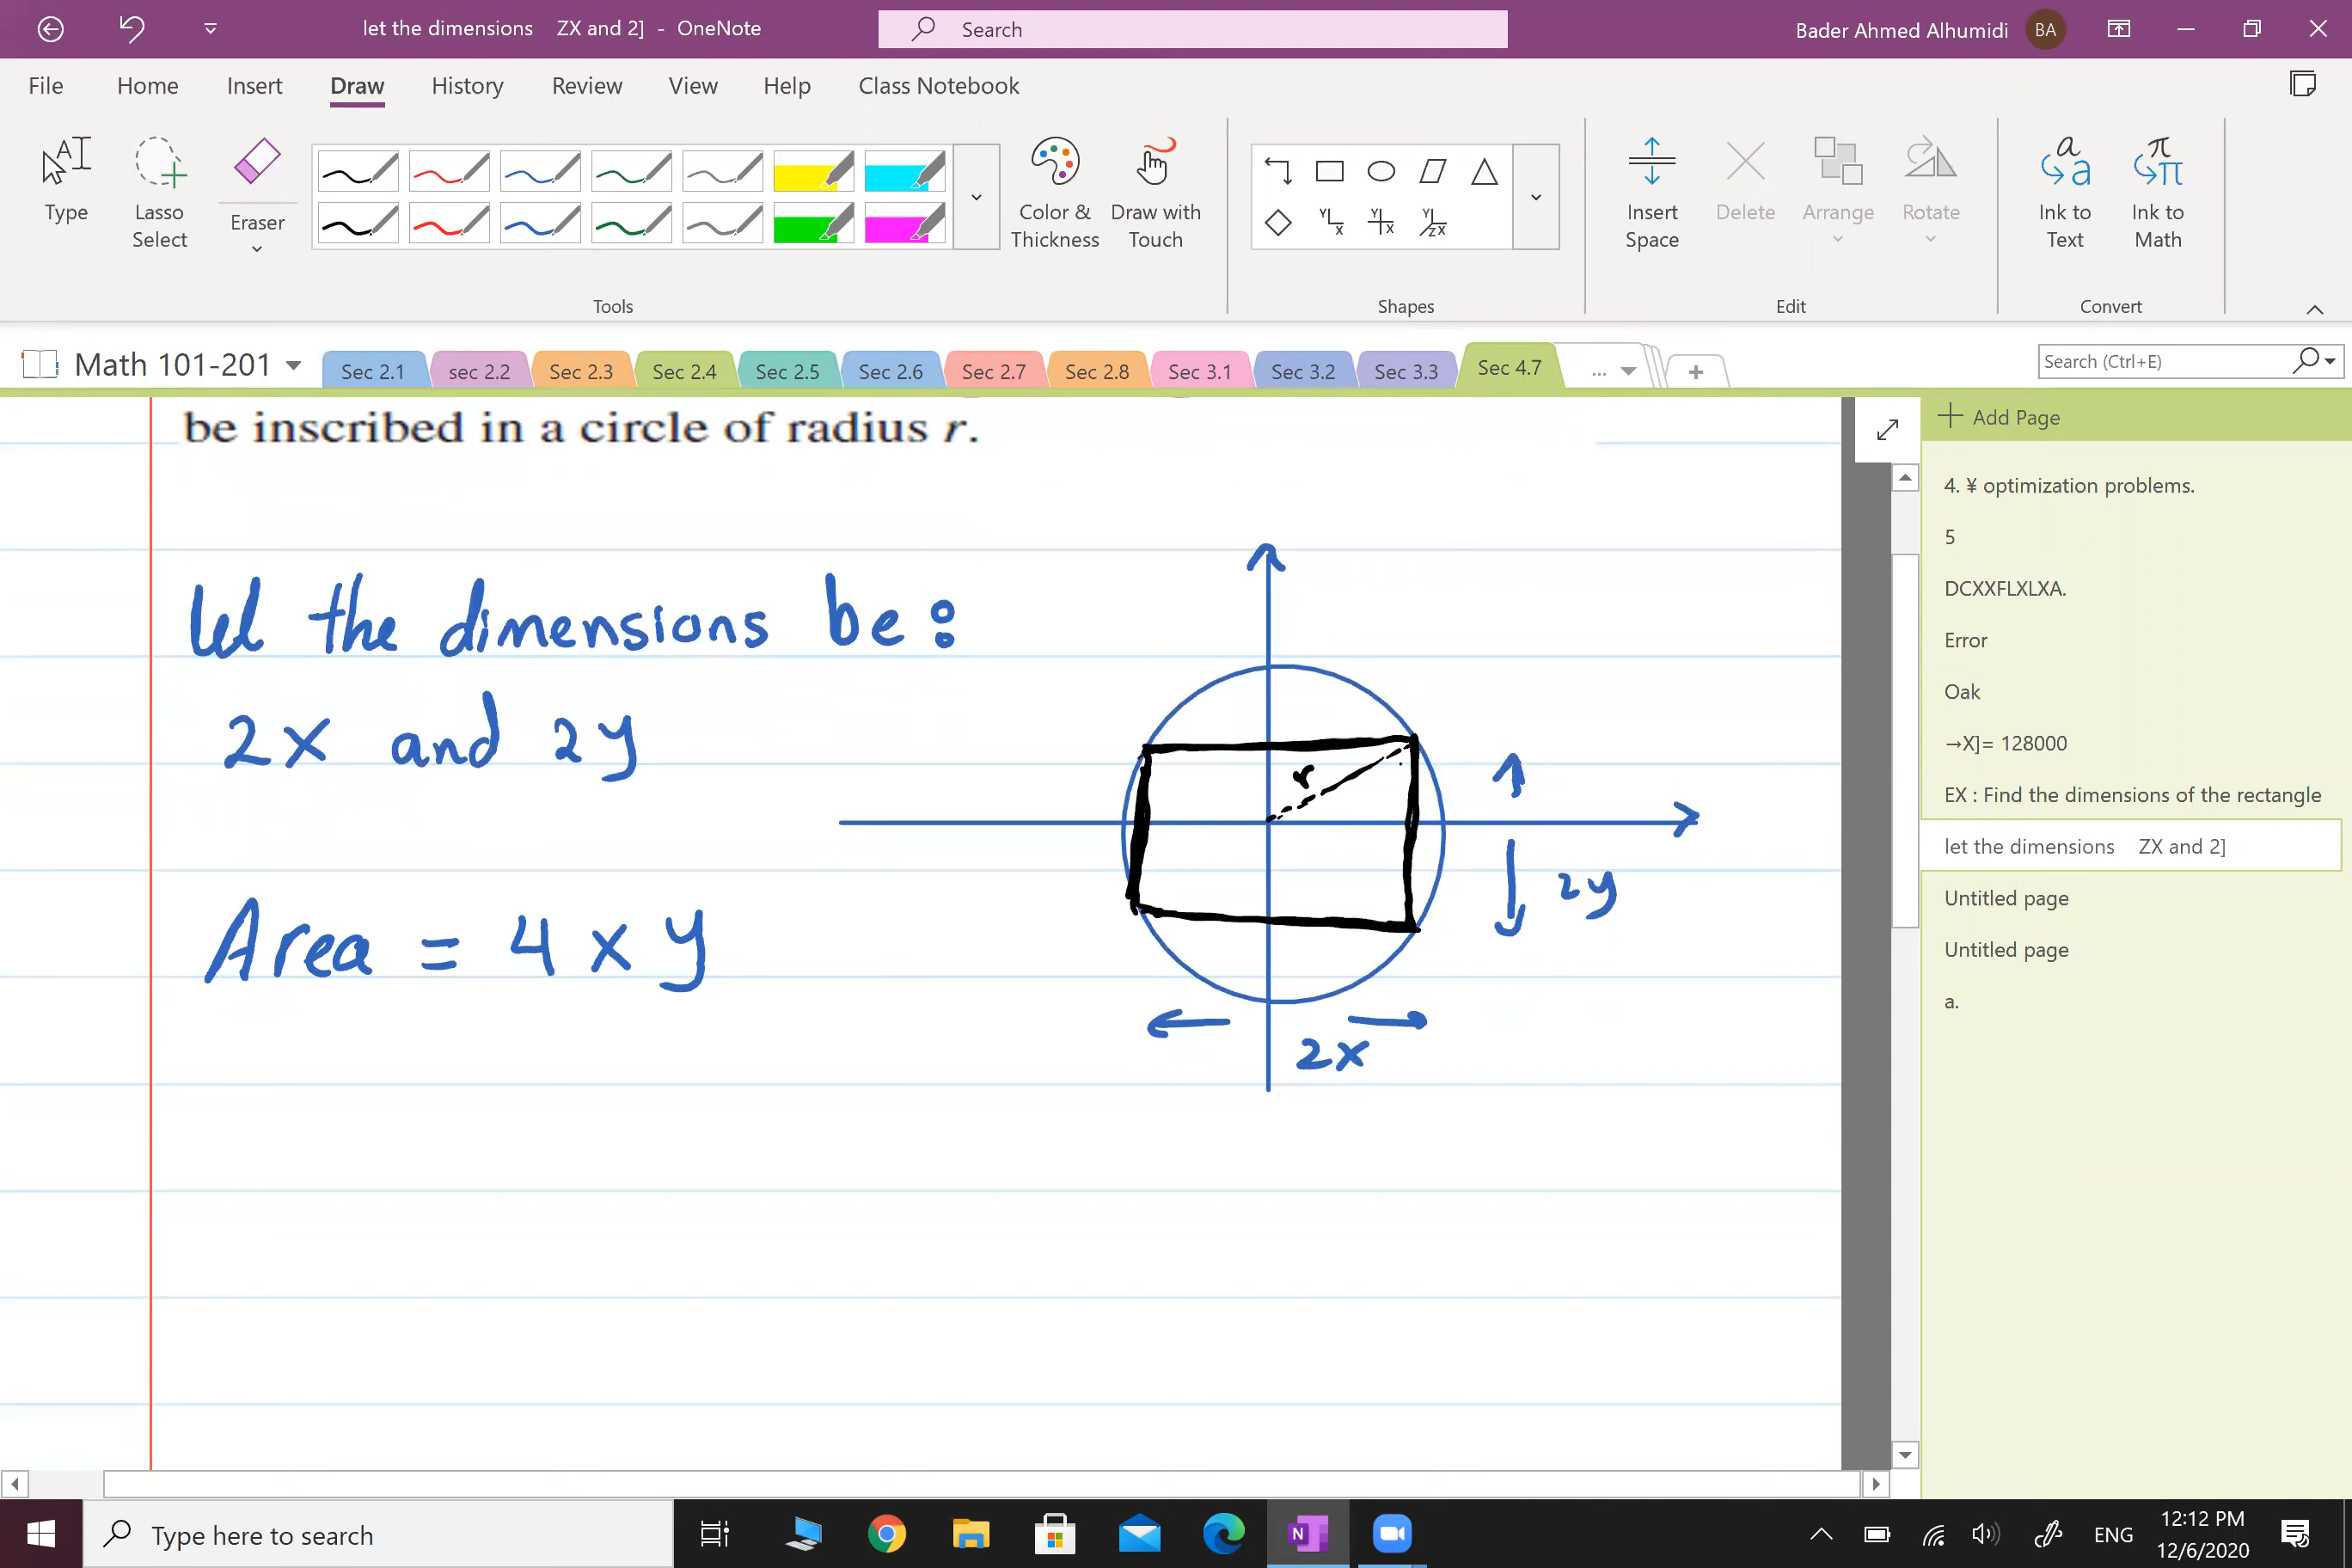 let the dimensions ZX and 2] - OneNote
Search
Bader Ahmed Alhumidi BA
File Home Insert Draw History Review View Help Class Notebook
Type
Lasso Select
Eraser
Color & Thickness
Draw with Touch
Insert Space
Delete
Arrange
Rotate
Ink to Text
Ink to Math
Tools
Shapes
Edit
Convert
Math 101-201
Sec 2.1 sec 2.2 Sec 2.3 Sec 2.4 Sec 2.5 Sec 2.6 Sec 2.7 Sec 2.8 Sec 3.1 Sec 3.2 Sec 3.3 Sec 4.7 ... +
Search (Ctrl+E)
be inscribed in a circle of radius r.
let the dimensions be:
2x and 2y
Area = 4xy
r
2y
2x
Add Page
4. ¥ optimization problems.
5
DCXXFLXLXA.
Error
Oak
→X]= 128000
EX : Find the dimensions of the rectangle
let the dimensions ZX and 2]
Untitled page
Untitled page
a.
Type here to search
ENG
12:12 PM
12/6/2020